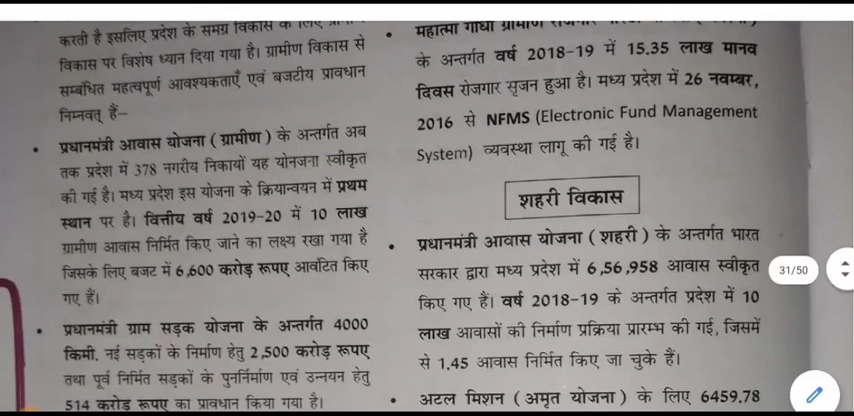 करती है इसलिए प्रदेश के समग्र विकास के लिए
विकास पर विशेष ध्यान दिया गया है। ग्रामीण विकास से
सम्बंधित महत्वपूर्ण आवश्यकताएँ एवं बजटीय प्रावधान
निम्नवत् हैं–
• प्रधानमंत्री आवास योजना (ग्रामीण) के अन्तर्गत अब
तक प्रदेश में 378 नगरीय निकायों यह योनजना स्वीकृत
की गई है। मध्य प्रदेश इस योजना के क्रियान्वयन में प्रथम
स्थान पर है। वित्तीय वर्ष 2019-20 में 10 लाख
ग्रामीण आवास निर्मित किए जाने का लक्ष्य रखा गया है
जिसके लिए बजट में 6,600 करोड़ रूपए आवंटित किए
गए हैं।
• प्रधानमंत्री ग्राम सड़क योजना के अन्तर्गत 4000
किमी. नई सड़कों के निर्माण हेतु 2,500 करोड़ रूपए
तथा पूर्व निर्मित सड़कों के पुनर्निर्माण एवं उन्नयन हेतु
514 करोड़ रूपए का प्रावधान किया गया है।
• महात्मा गांधी ग्रामीण
के अन्तर्गत वर्ष 2018-19 में 15.35 लाख मानव
दिवस रोजगार सृजन हुआ है। मध्य प्रदेश में 26 नवम्बर,
2016 से NFMS (Electronic Fund Management
System) व्यवस्था लागू की गई है।
शहरी विकास
• प्रधानमंत्री आवास योजना (शहरी) के अन्तर्गत भारत
सरकार द्वारा मध्य प्रदेश में 6,56,958 आवास स्वीकृत
किए गए हैं। वर्ष 2018-19 के अन्तर्गत प्रदेश में 10
लाख आवासों की निर्माण प्रक्रिया प्रारम्भ की गई, जिसमें
से 1.45 आवास निर्मित किए जा चुके हैं।
• अटल मिशन (अमृत योजना) के लिए 6459.78
31/50